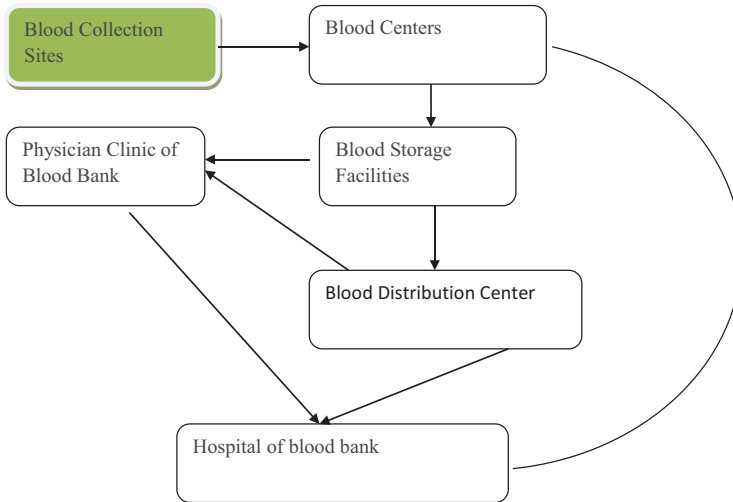 Blood Collection
Sites
Blood Centers
Physician Clinic of
Blood Bank
Blood Storage
Facilities
Blood Distribution Center
Hospital of blood bank